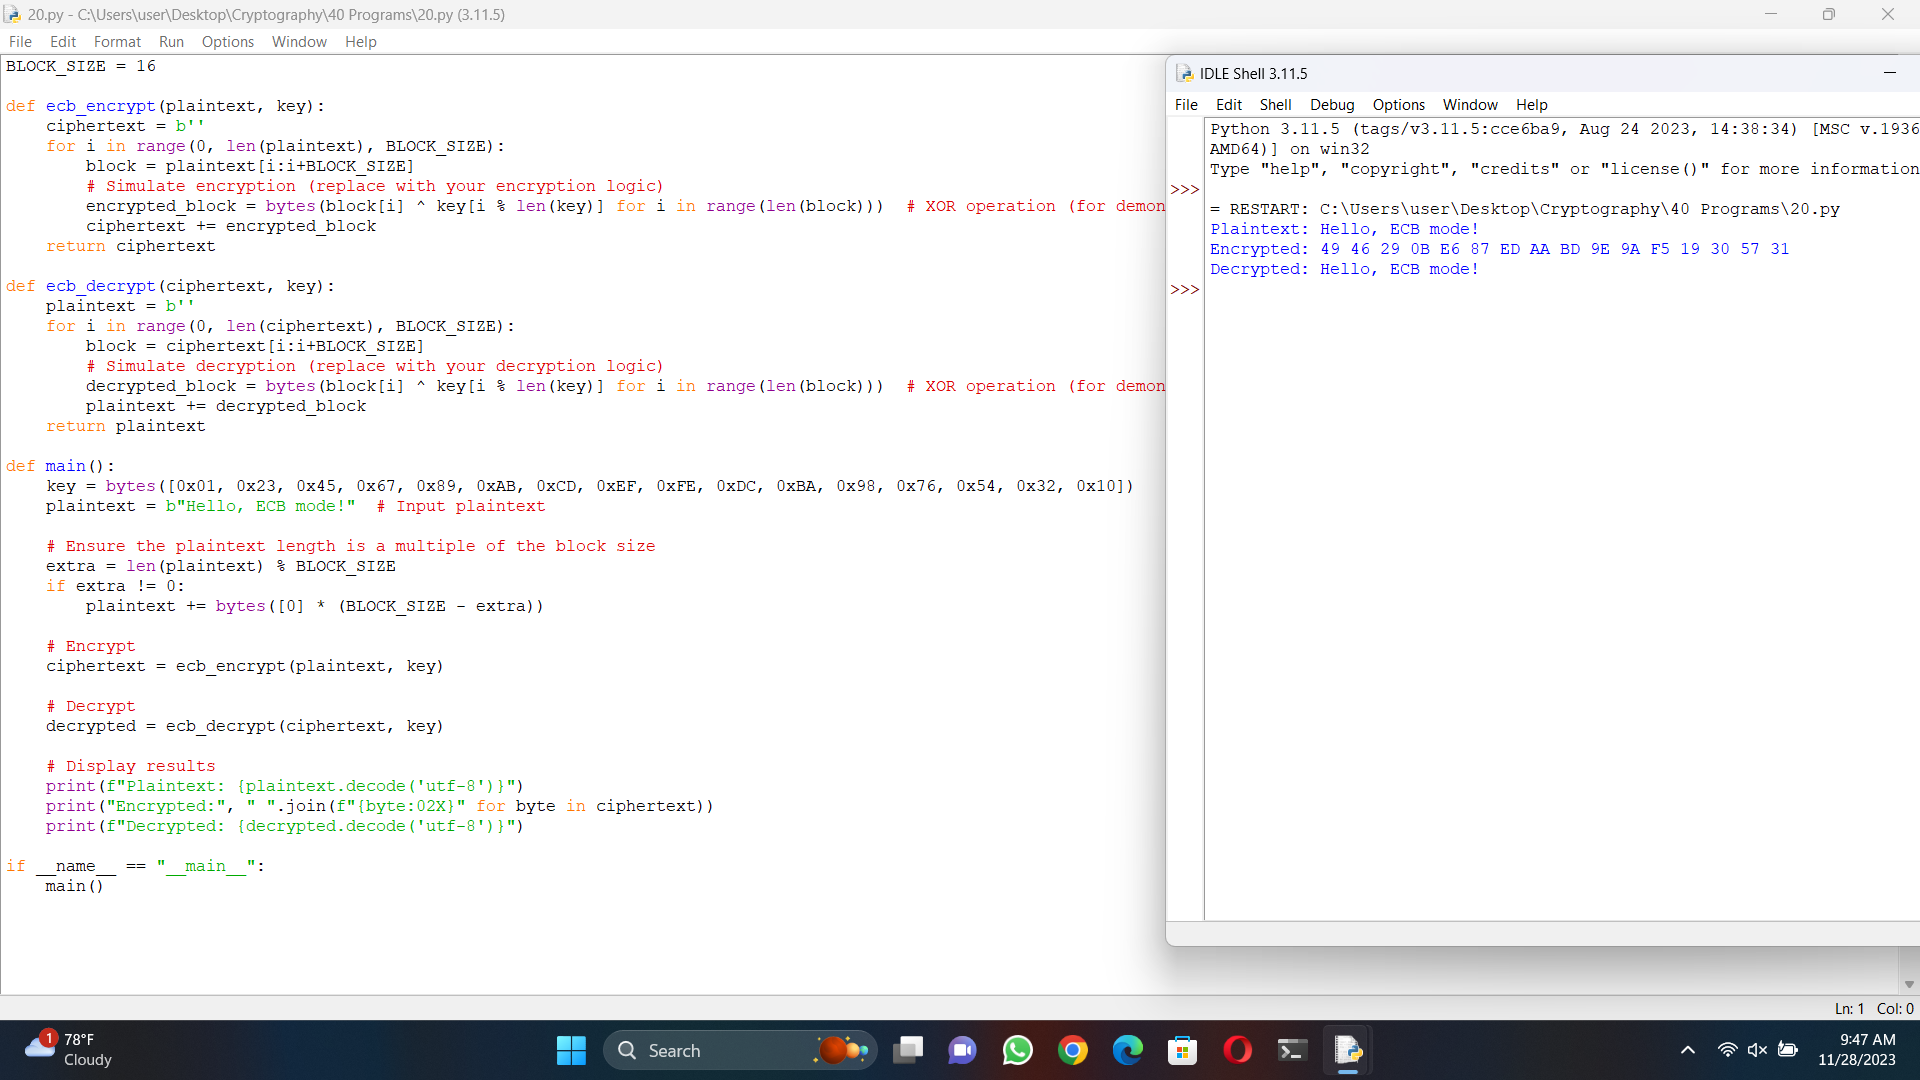 20.py - C:\Users\user\Desktop\Cryptography\40 Programs\20.py (3.11.5)
File Edit Format Run Options Window Help
BLOCK_SIZE = 16

def ecb_encrypt(plaintext, key):
    ciphertext = b''
    for i in range(0, len(plaintext), BLOCK_SIZE):
        block = plaintext[i:i+BLOCK_SIZE]
        # Simulate encryption (replace with your encryption logic)
        encrypted_block = bytes(block[i] ^ key[i % len(key)] for i in range(len(block)))  # XOR operation (for demon
        ciphertext += encrypted_block
    return ciphertext

def ecb_decrypt(ciphertext, key):
    plaintext = b''
    for i in range(0, len(ciphertext), BLOCK_SIZE):
        block = ciphertext[i:i+BLOCK_SIZE]
        # Simulate decryption (replace with your decryption logic)
        decrypted_block = bytes(block[i] ^ key[i % len(key)] for i in range(len(block)))  # XOR operation (for demon
        plaintext += decrypted_block
    return plaintext

def main():
    key = bytes([0x01, 0x23, 0x45, 0x67, 0x89, 0xAB, 0xCD, 0xEF, 0xFE, 0xDC, 0xBA, 0x98, 0x76, 0x54, 0x32, 0x10])
    plaintext = b"Hello, ECB mode!"  # Input plaintext

    # Ensure the plaintext length is a multiple of the block size
    extra = len(plaintext) % BLOCK_SIZE
    if extra != 0:
        plaintext += bytes([0] * (BLOCK_SIZE - extra))

    # Encrypt
    ciphertext = ecb_encrypt(plaintext, key)

    # Decrypt
    decrypted = ecb_decrypt(ciphertext, key)

    # Display results
    print(f"Plaintext: {plaintext.decode('utf-8')}")
    print("Encrypted:", " ".join(f"{byte:02X}" for byte in ciphertext))
    print(f"Decrypted: {decrypted.decode('utf-8')}")

if __name__ == "__main__":
    main()
IDLE Shell 3.11.5
File Edit Shell Debug Options Window Help
Python 3.11.5 (tags/v3.11.5:cce6ba9, Aug 24 2023, 14:38:34) [MSC v.1936
AMD64)] on win32
Type "help", "copyright", "credits" or "license()" for more information
>>>
= RESTART: C:\Users\user\Desktop\Cryptography\40 Programs\20.py
Plaintext: Hello, ECB mode!
Encrypted: 49 46 29 0B E6 87 ED AA BD 9E 9A F5 19 30 57 31
Decrypted: Hello, ECB mode!
>>>
Ln: 1 Col: 0
1
78°F
Cloudy
Search
9:47 AM
11/28/2023